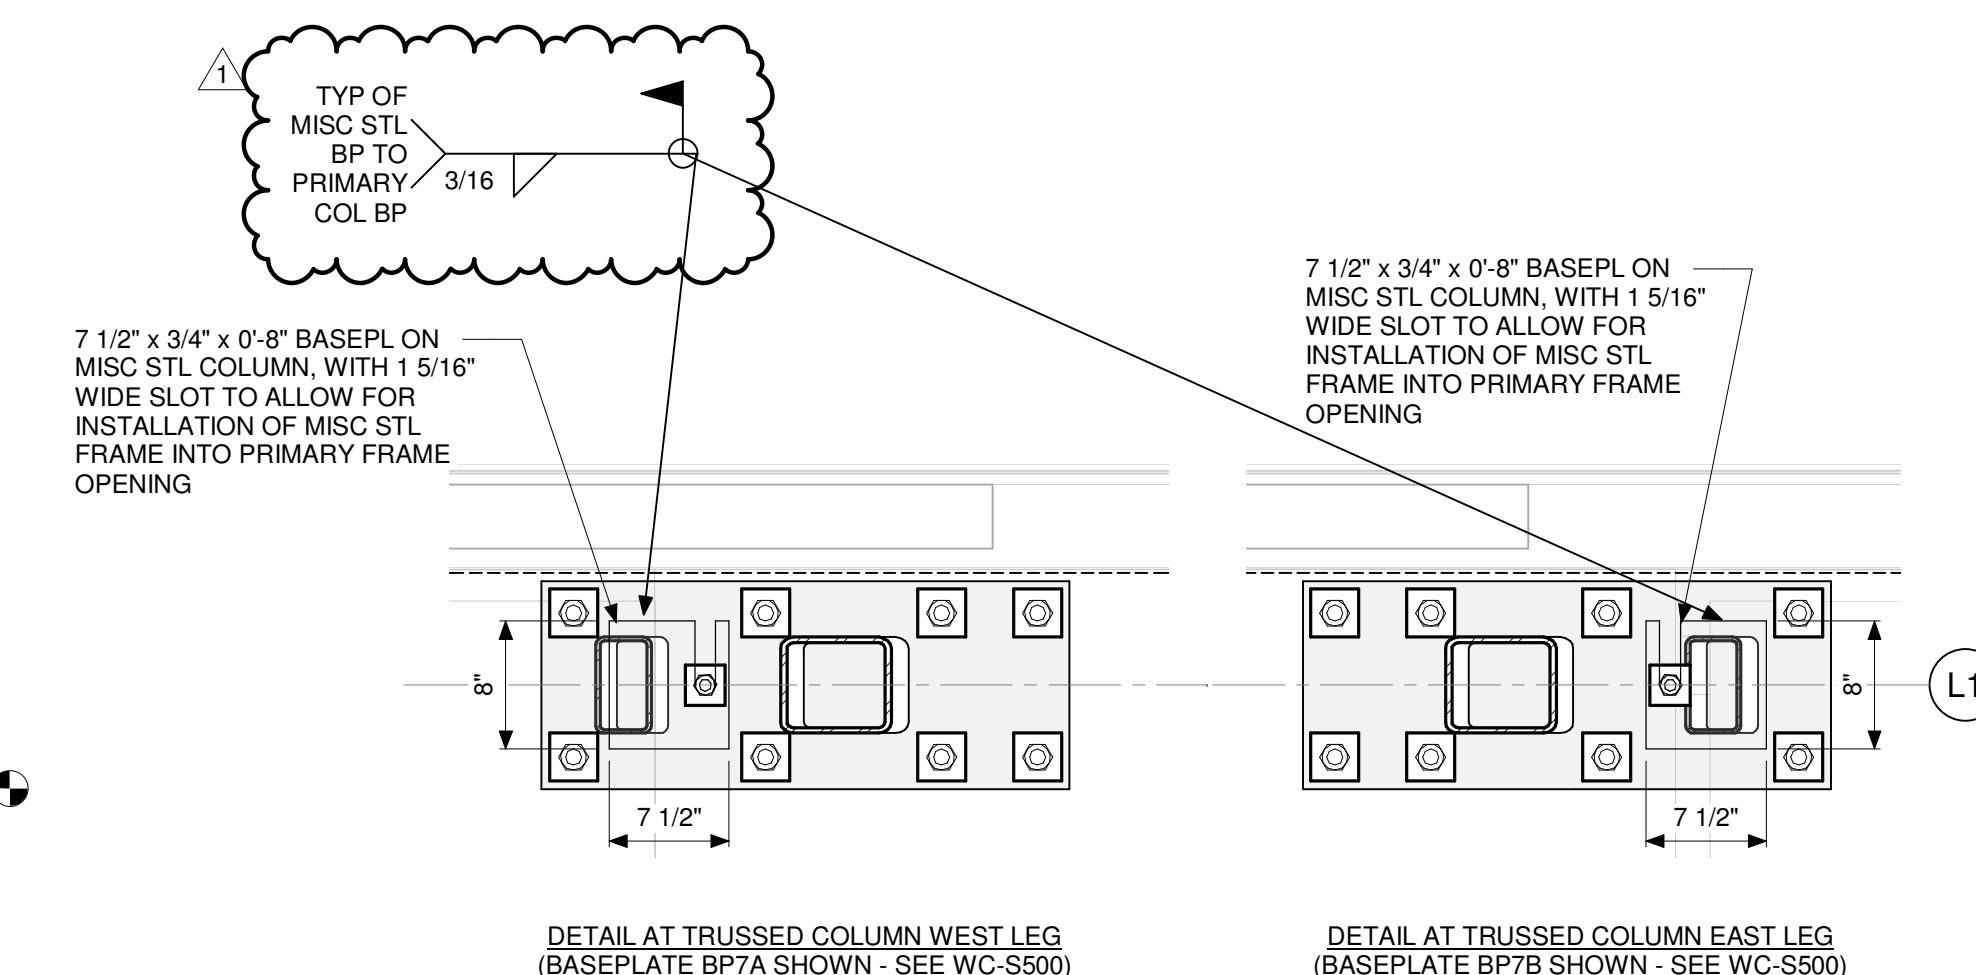 1
TYP OF
MISC STL
BP TO
PRIMARY
COL BP
3/16
7 1/2" x 3/4" x 0'-8" BASEPL ON
MISC STL COLUMN, WITH 1 5/16"
WIDE SLOT TO ALLOW FOR
INSTALLATION OF MISC STL
FRAME INTO PRIMARY FRAME
OPENING
7 1/2" x 3/4" x 0'-8" BASEPL ON
MISC STL COLUMN, WITH 1 5/16"
WIDE SLOT TO ALLOW FOR
INSTALLATION OF MISC STL
FRAME INTO PRIMARY FRAME
OPENING
8"
7 1/2"
8"
7 1/2"
L1
DETAIL AT TRUSSED COLUMN WEST LEG
(BASEPLATE BP7A SHOWN - SEE WC-S500)
DETAIL AT TRUSSED COLUMN EAST LEG
(BASEPLATE BP7B SHOWN - SEE WC-S500)